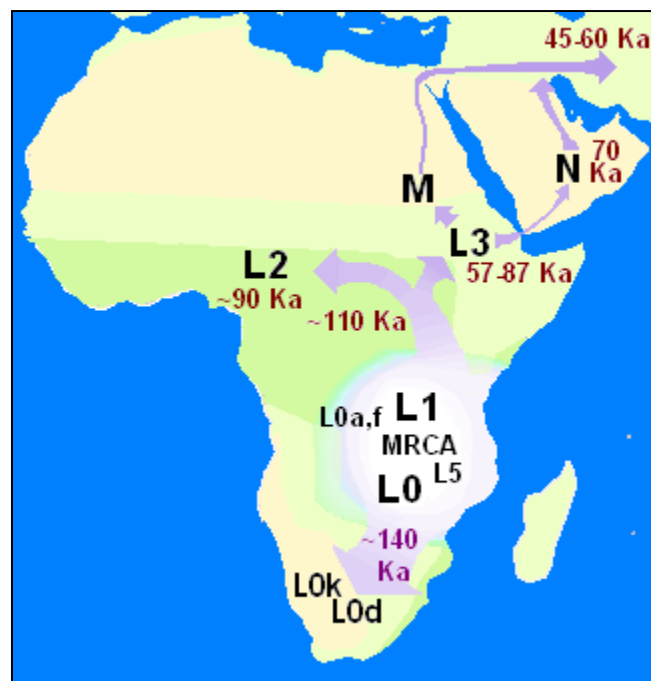 45-60 Ka
N
70
Ka
M
L3
57-87 Ka
L2
~90 Ka
~110 Ka
L0a,f
L1
MRCA
L5
L0
~140
Ka
L0k
L0d